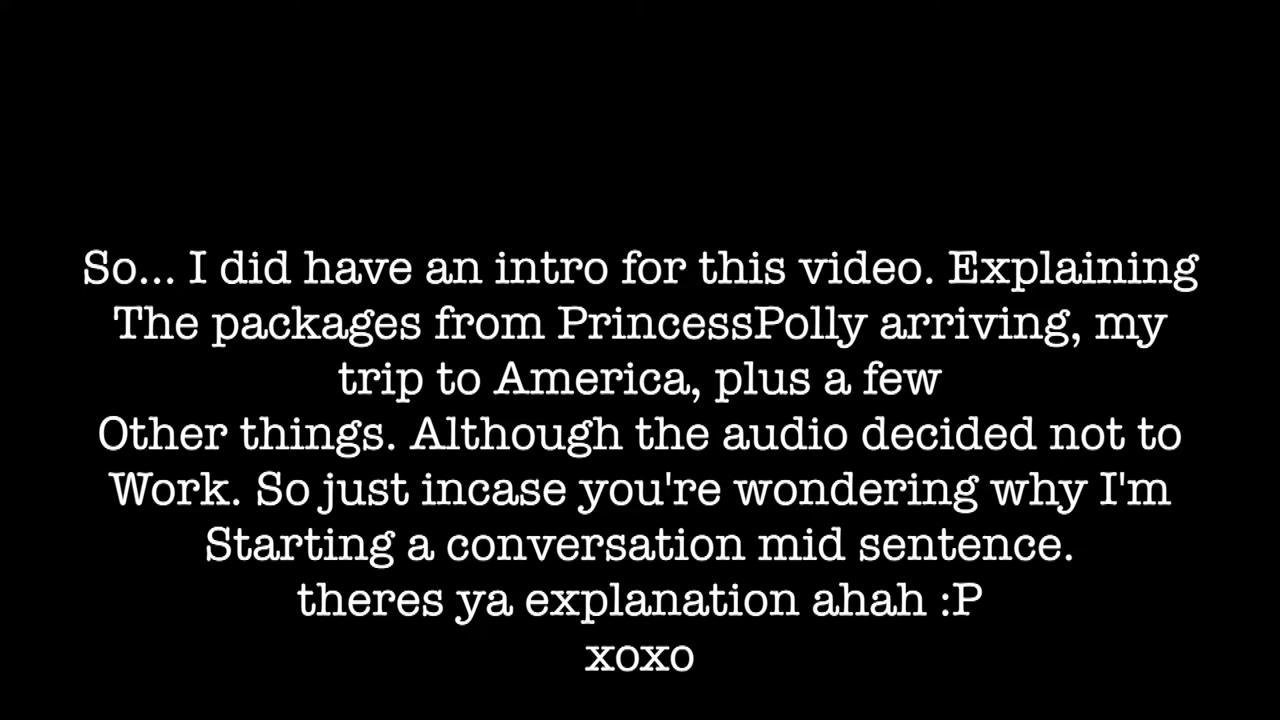 So... I did have an intro for this video. Explaining
The packages from PrincessPolly arriving, my
trip to America, plus a few
Other things. Although the audio decided not to
Work. So just incase you're wondering why I'm
Starting a conversation mid sentence.
theres ya explanation ahah :P
xoxo